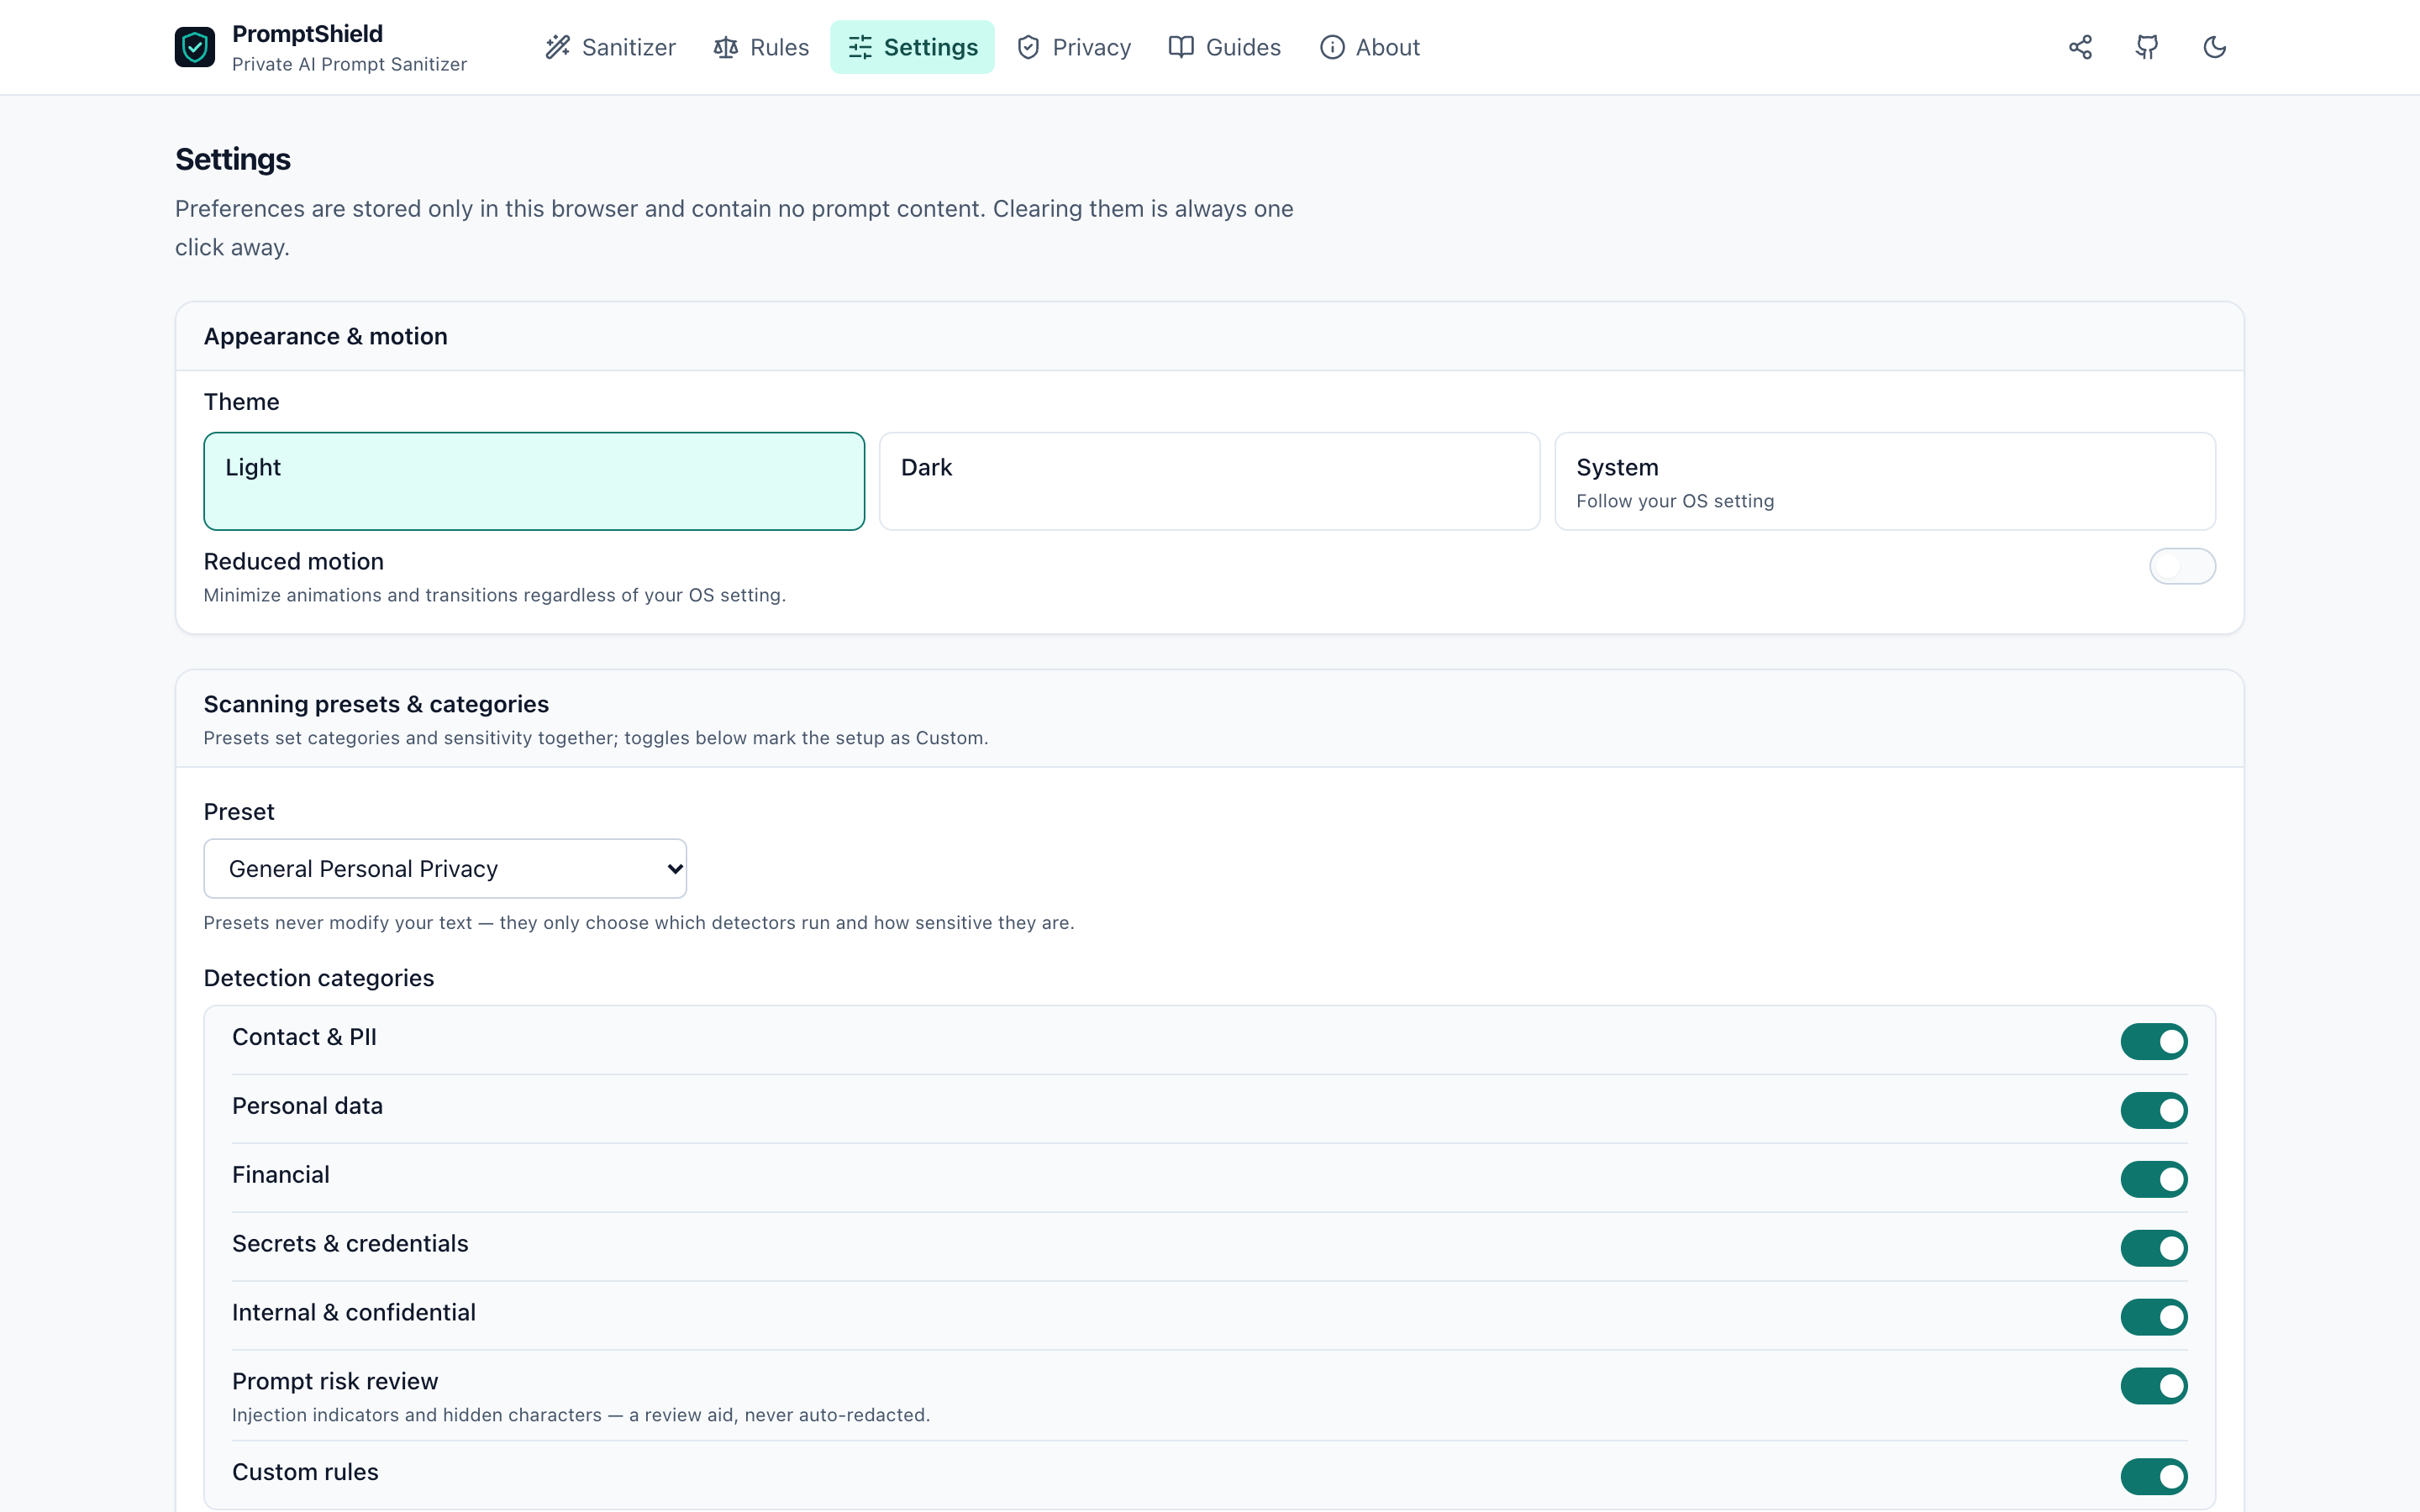 PromptShield
Private AI Prompt Sanitizer
Sanitizer
Rules
Settings
Privacy
Guides
About
Settings
Preferences are stored only in this browser and contain no prompt content. Clearing them is always one
click away.
Appearance & motion
Theme
Light
Dark
System
Follow your OS setting
Reduced motion
Minimize animations and transitions regardless of your OS setting.
Scanning presets & categories
Presets set categories and sensitivity together; toggles below mark the setup as Custom.
Preset
General Personal Privacy
Presets never modify your text — they only choose which detectors run and how sensitive they are.
Detection categories
Contact & PII
Personal data
Financial
Secrets & credentials
Internal & confidential
Prompt risk review
Injection indicators and hidden characters — a review aid, never auto-redacted.
Custom rules